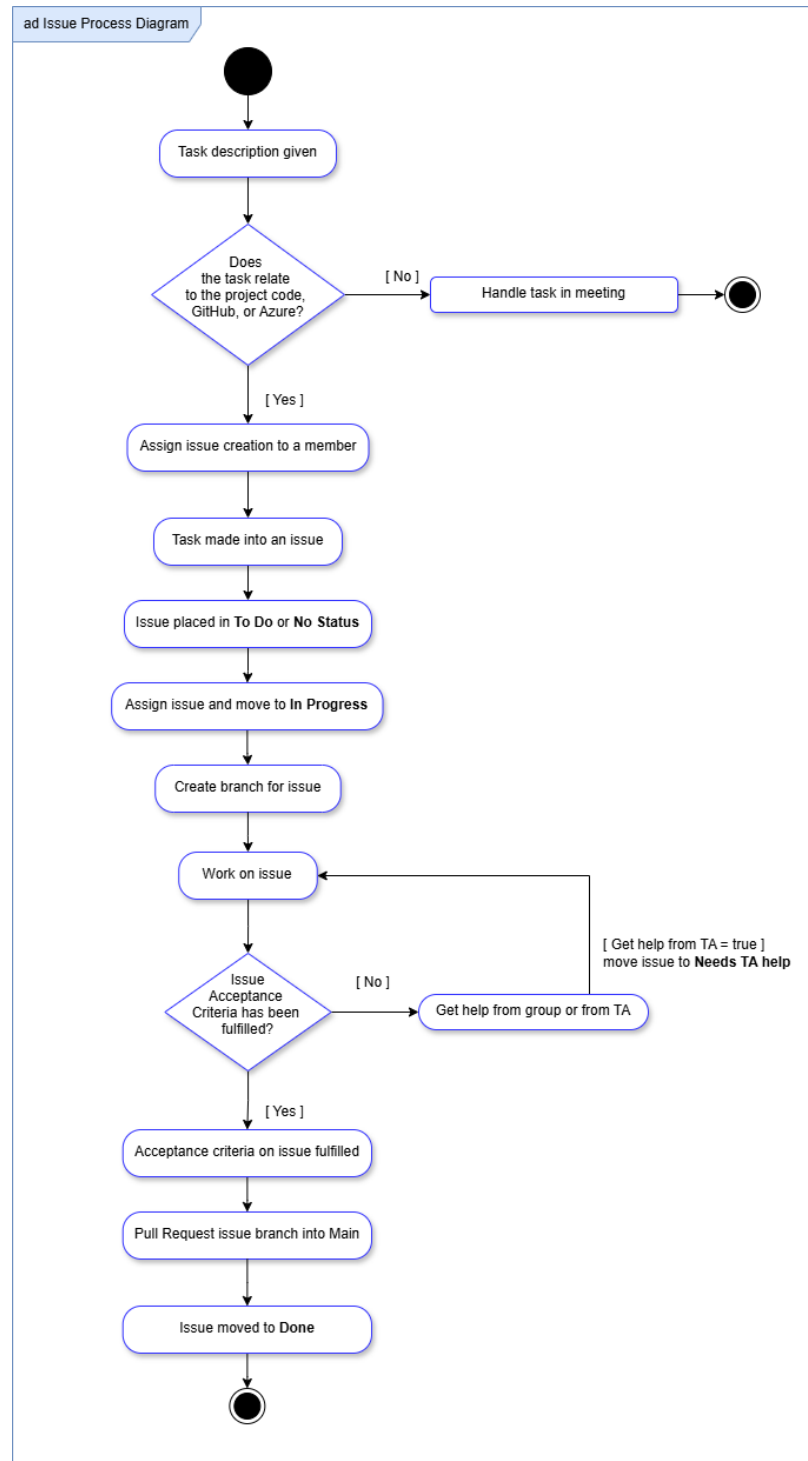 ad Issue Process Diagram
Task description given
Does
the task relate
to the project code,
GitHub, or Azure?
[ No ]
Handle task in meeting
[ Yes ]
Assign issue creation to a member
Task made into an issue
Issue placed in To Do or No Status
Assign issue and move to In Progress
Create branch for issue
Work on issue
[ Get help from TA = true ]
move issue to Needs TA help
Issue
Acceptance
Criteria has been
fulfilled?
[ No ]
Get help from group or from TA
[ Yes ]
Acceptance criteria on issue fulfilled
Pull Request issue branch into Main
Issue moved to Done